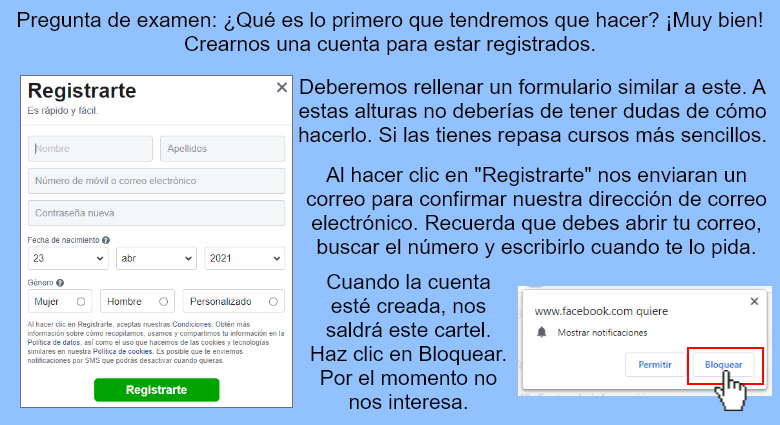 Pregunta de examen: ¿Qué es lo primero que tendremos que hacer? ¡Muy bien!
Crearnos una cuenta para estar registrados.
Registrarte
Es rápido y fácil.
Nombre
Apellidos
Número de móvil o correo electrónico
Contraseña nueva
Fecha de nacimiento
23
abr
2021
Género
Mujer
Hombre
Personalizado
Al hacer clic en Registrarte, aceptas nuestras Condiciones. Obtén más
información sobre cómo recopilamos, usamos y compartimos tu información en la
Política de datos, así como el uso que hacemos de las cookies y tecnologías
similares en nuestra Política de cookies. Es posible que te enviemos
notificaciones por SMS que podrás desactivar cuando quieras.
Registrarte
Deberemos rellenar un formulario similar a este. A
estas alturas no deberías de tener dudas de cómo
hacerlo. Si las tienes repasa cursos más sencillos.
Al hacer clic en "Registrarte" nos enviaran un
correo para confirmar nuestra dirección de correo
electrónico. Recuerda que debes abrir tu correo,
buscar el número y escribirlo cuando te lo pida.
Cuando la cuenta
esté creada, nos
saldrá este cartel.
Haz clic en Bloquear.
Por el momento no
nos interesa.
www.facebook.com quiere
Mostrar notificaciones
Permitir
Bloquear